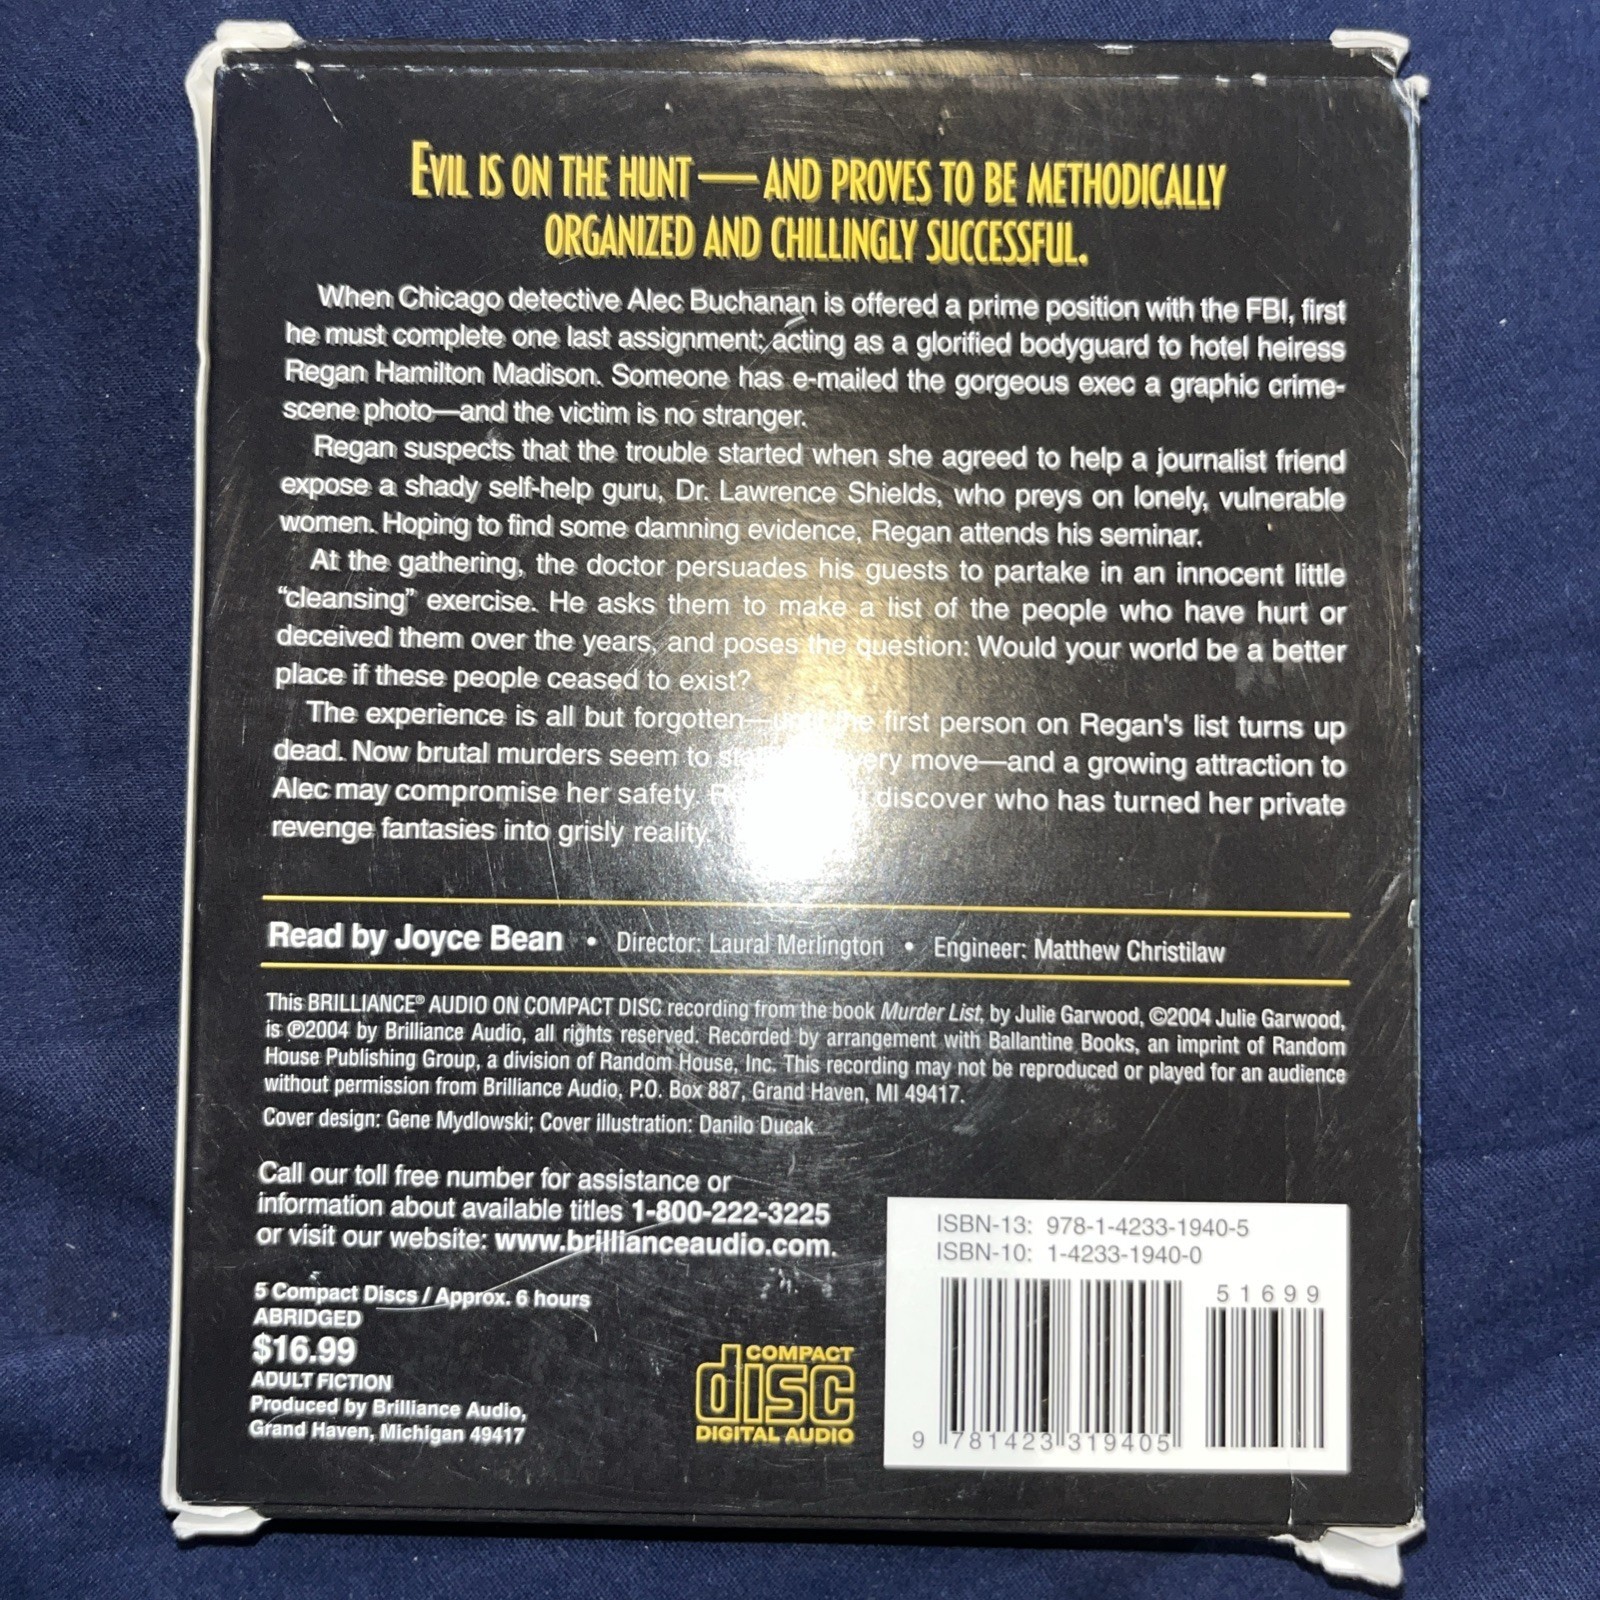 EVIL IS ON THE HUNT — AND PROVES TO BE METHODICALLY
ORGANIZED AND CHILLINGLY SUCCESSFUL.
When Chicago detective Alec Buchanan is offered a prime position with the FBI, first
he must complete one last assignment: acting as a glorified bodyguard to hotel heiress
Regan Hamilton Madison. Someone has e-mailed the gorgeous exec a graphic crime-
scene photo—and the victim is no stranger.
Regan suspects that the trouble started when she agreed to help a journalist friend
expose a shady self-help guru, Dr. Lawrence Shields, who preys on lonely, vulnerable
women. Hoping to find some damning evidence, Regan attends his seminar.
At the gathering, the doctor persuades his guests to partake in an innocent little
“cleansing” exercise. He asks them to make a list of the people who have hurt or
deceived them over the years, and poses the question: Would your world be a better
place if these people ceased to exist?
The experience is all but forgotten—until the first person on Regan's list turns up
dead. Now brutal murders seem to move—and a growing attraction to
Alec may compromise her safety. discover who has turned her private
revenge fantasies into grisly reality
Read by Joyce Bean • Director: Laural Merlington • Engineer: Matthew Christilaw
This BRILLIANCE® AUDIO ON COMPACT DISC recording from the book Murder List, by Julie Garwood, ©2004 Julie Garwood,
is ℗2004 by Brilliance Audio, all rights reserved. Recorded by arrangement with Ballantine Books, an imprint of Random
House Publishing Group, a division of Random House, Inc. This recording may not be reproduced or played for an audience
without permission from Brilliance Audio, P.O. Box 887, Grand Haven, MI 49417.
Cover design: Gene Mydlowski; Cover illustration: Danilo Ducak
Call our toll free number for assistance or
information about available titles 1-800-222-3225
or visit our website: www.brillianceaudio.com.
5 Compact Discs / Approx. 6 hours
ABRIDGED
$16.99
ADULT FICTION
Produced by Brilliance Audio,
Grand Haven, Michigan 49417
COMPACT
disc
DIGITAL AUDIO
ISBN-13: 978-1-4233-1940-5
ISBN-10: 1-4233-1940-0
51699
9 781423 319405